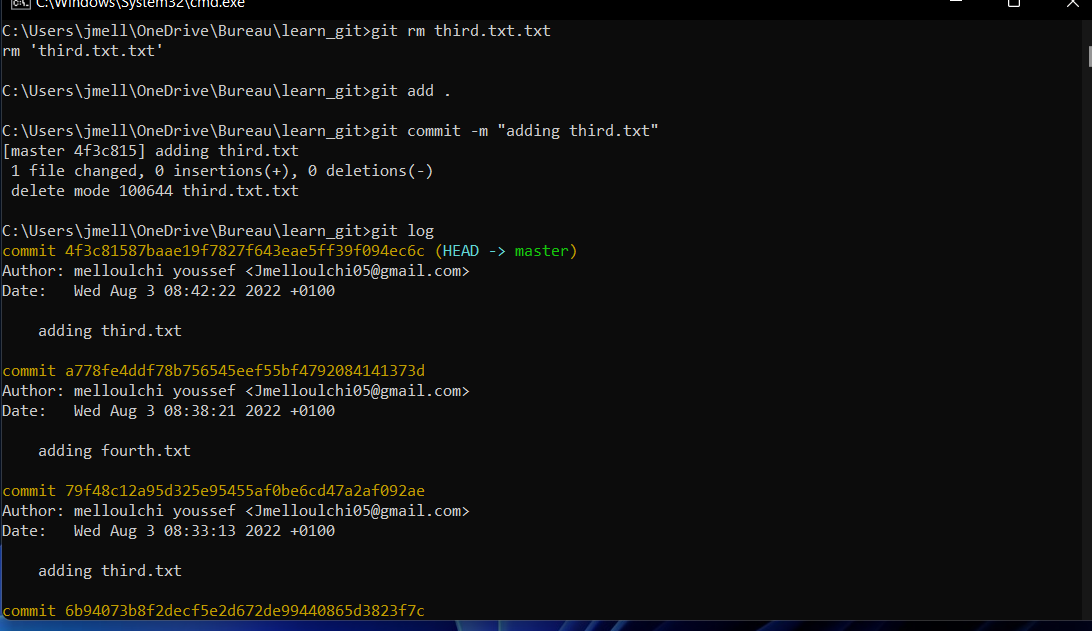 C:\Windows\System32\cmd.exe
C:\Users\jmell\OneDrive\Bureau\learn_git>git rm third.txt.txt
rm 'third.txt.txt'
C:\Users\jmell\OneDrive\Bureau\learn_git>git add .
C:\Users\jmell\OneDrive\Bureau\learn_git>git commit -m "adding third.txt"
[master 4f3c815] adding third.txt
 1 file changed, 0 insertions(+), 0 deletions(-)
 delete mode 100644 third.txt.txt
C:\Users\jmell\OneDrive\Bureau\learn_git>git log
commit 4f3c81587baae19f7827f643eae5ff39f094ec6c (HEAD -> master)
Author: melloulchi youssef <Jmelloulchi05@gmail.com>
Date:   Wed Aug 3 08:42:22 2022 +0100
    adding third.txt
commit a778fe4ddf78b756545eef55bf4792084141373d
Author: melloulchi youssef <Jmelloulchi05@gmail.com>
Date:   Wed Aug 3 08:38:21 2022 +0100
    adding fourth.txt
commit 79f48c12a95d325e95455af0be6cd47a2af092ae
Author: melloulchi youssef <Jmelloulchi05@gmail.com>
Date:   Wed Aug 3 08:33:13 2022 +0100
    adding third.txt
commit 6b94073b8f2decf5e2d672de99440865d3823f7c